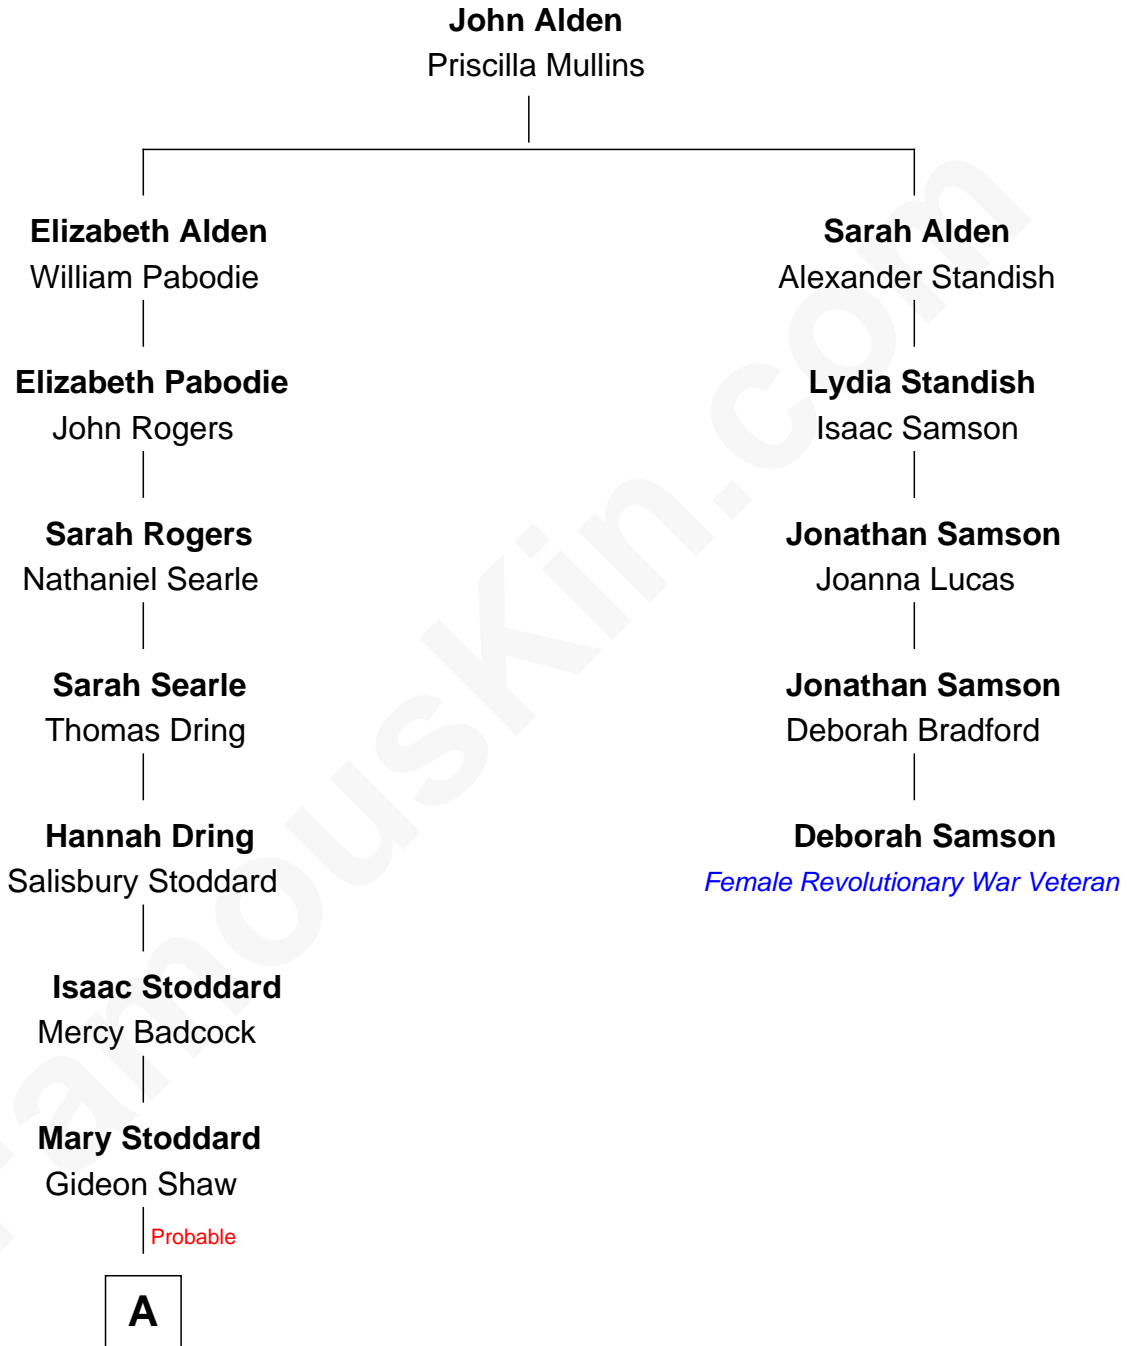 John Alden
Priscilla Mullins
Elizabeth Alden
William Pabodie
Sarah Alden
Alexander Standish
Elizabeth Pabodie
John Rogers
Lydia Standish
Isaac Samson
Sarah Rogers
Nathaniel Searle
Jonathan Samson
Joanna Lucas
Sarah Searle
Thomas Dring
Jonathan Samson
Deborah Bradford
Hannah Dring
Salisbury Stoddard
Deborah Samson
Female Revolutionary War Veteran
Isaac Stoddard
Mercy Badcock
Mary Stoddard
Gideon Shaw
Probable
A
FamousKin.com